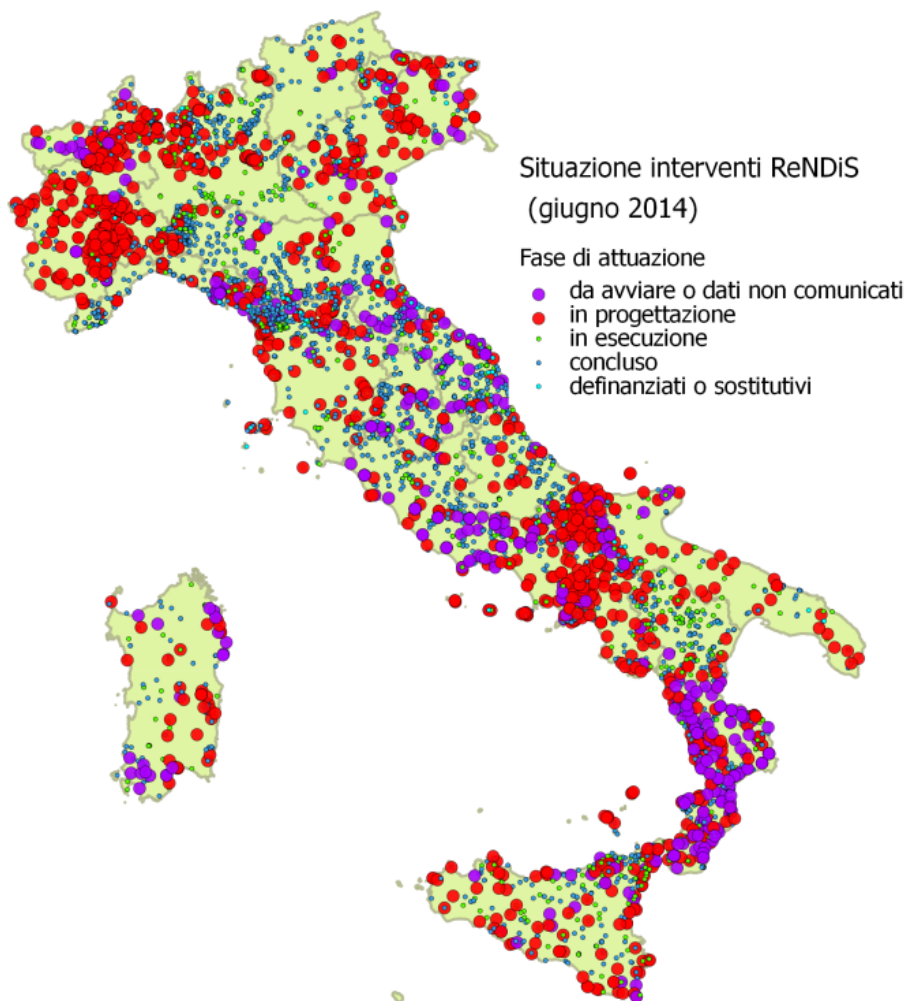 Situazione interventi ReNDiS
(giugno 2014)
Fase di attuazione
da avviare o dati non comunicati
in progettazione
in esecuzione
concluso
definanziati o sostitutivi